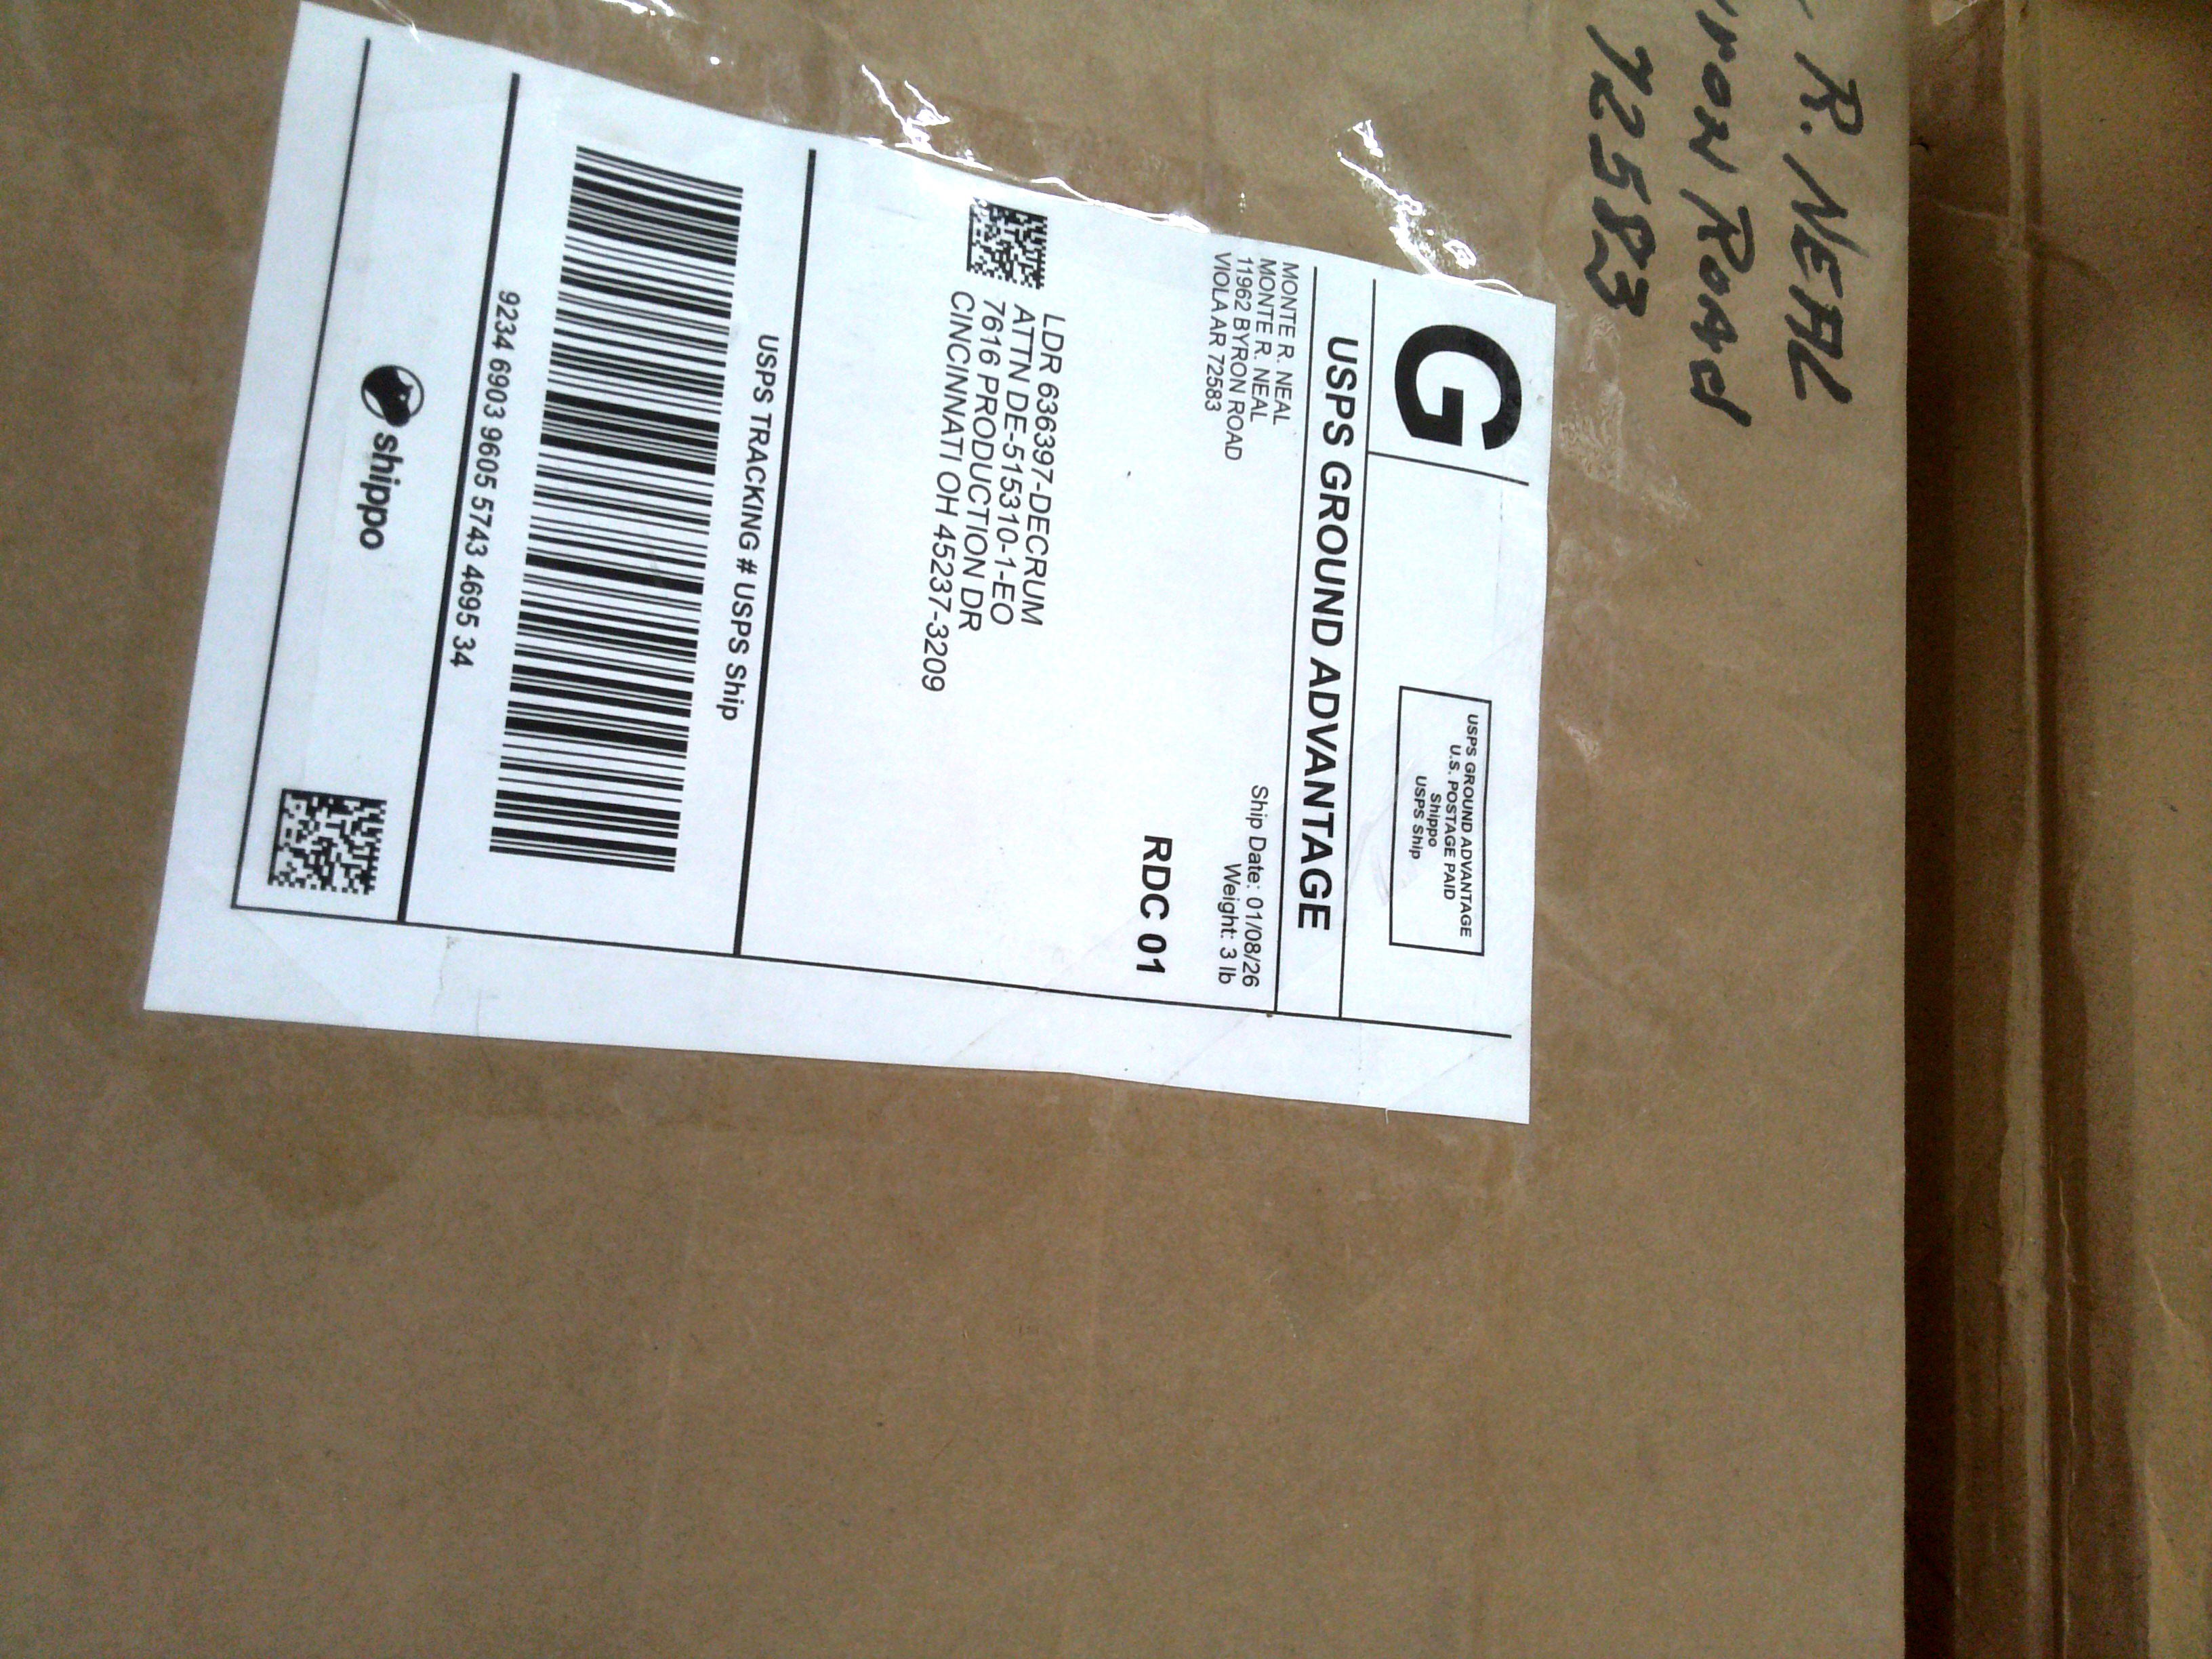 R. NEAL
ROAD
72583
G
USPS GROUND ADVANTAGE
U.S. POSTAGE PAID
Shippo
USPS Ship
USPS GROUND ADVANTAGE
MONTE R. NEAL
MONTE R. NEAL
11962 BYRON ROAD
VIOLA AR 72583
Ship Date: 01/08/26
Weight: 3 lb
RDC 01
LDR 636397-DECRUM
ATTN DE-515310-1-EO
7616 PRODUCTION DR
CINCINNATI OH 45237-3209
USPS TRACKING # USPS Ship
9234 6903 9605 5743 4695 34
shippo